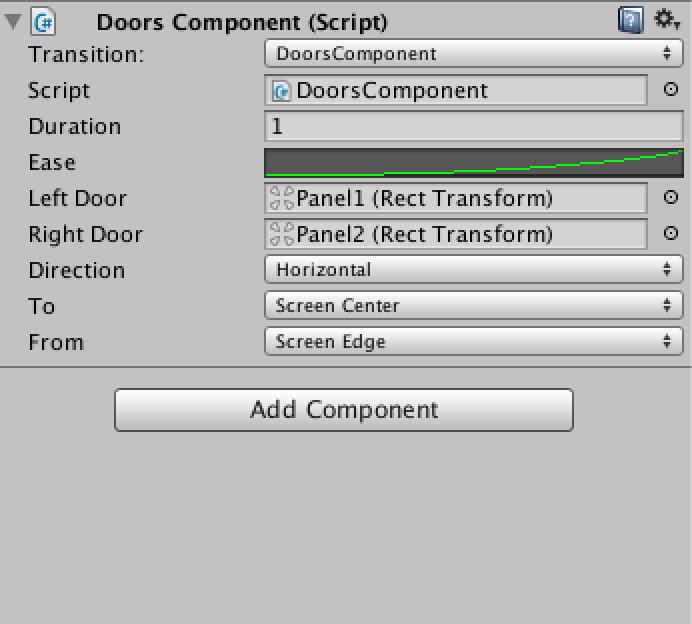 Doors Component (Script)
Transition: DoorsComponent
Script DoorsComponent
Duration 1
Ease
Left Door Panel1 (Rect Transform)
Right Door Panel2 (Rect Transform)
Direction Horizontal
To Screen Center
From Screen Edge
Add Component